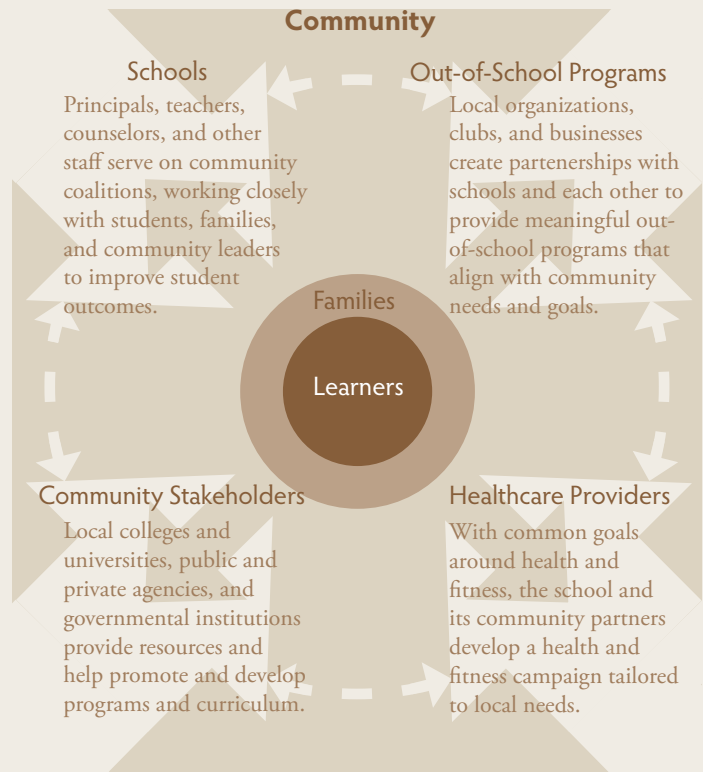 Community
Schools
Principals, teachers,
counselors, and other
staff serve on community
coalitions, working closely
with students, families,
and community leaders
to improve student
outcomes.
Out-of-School Programs
Local organizations,
clubs, and businesses
create partenerships with
schools and each other to
provide meaningful out-
of-school programs that
align with community
needs and goals.
Families
Learners
Community Stakeholders
Local colleges and
universities, public and
private agencies, and
governmental institutions
provide resources and
help promote and develop
programs and curriculum.
Healthcare Providers
With common goals
around health and
fitness, the school and
its community partners
develop a health and
fitness campaign tailored
to local needs.